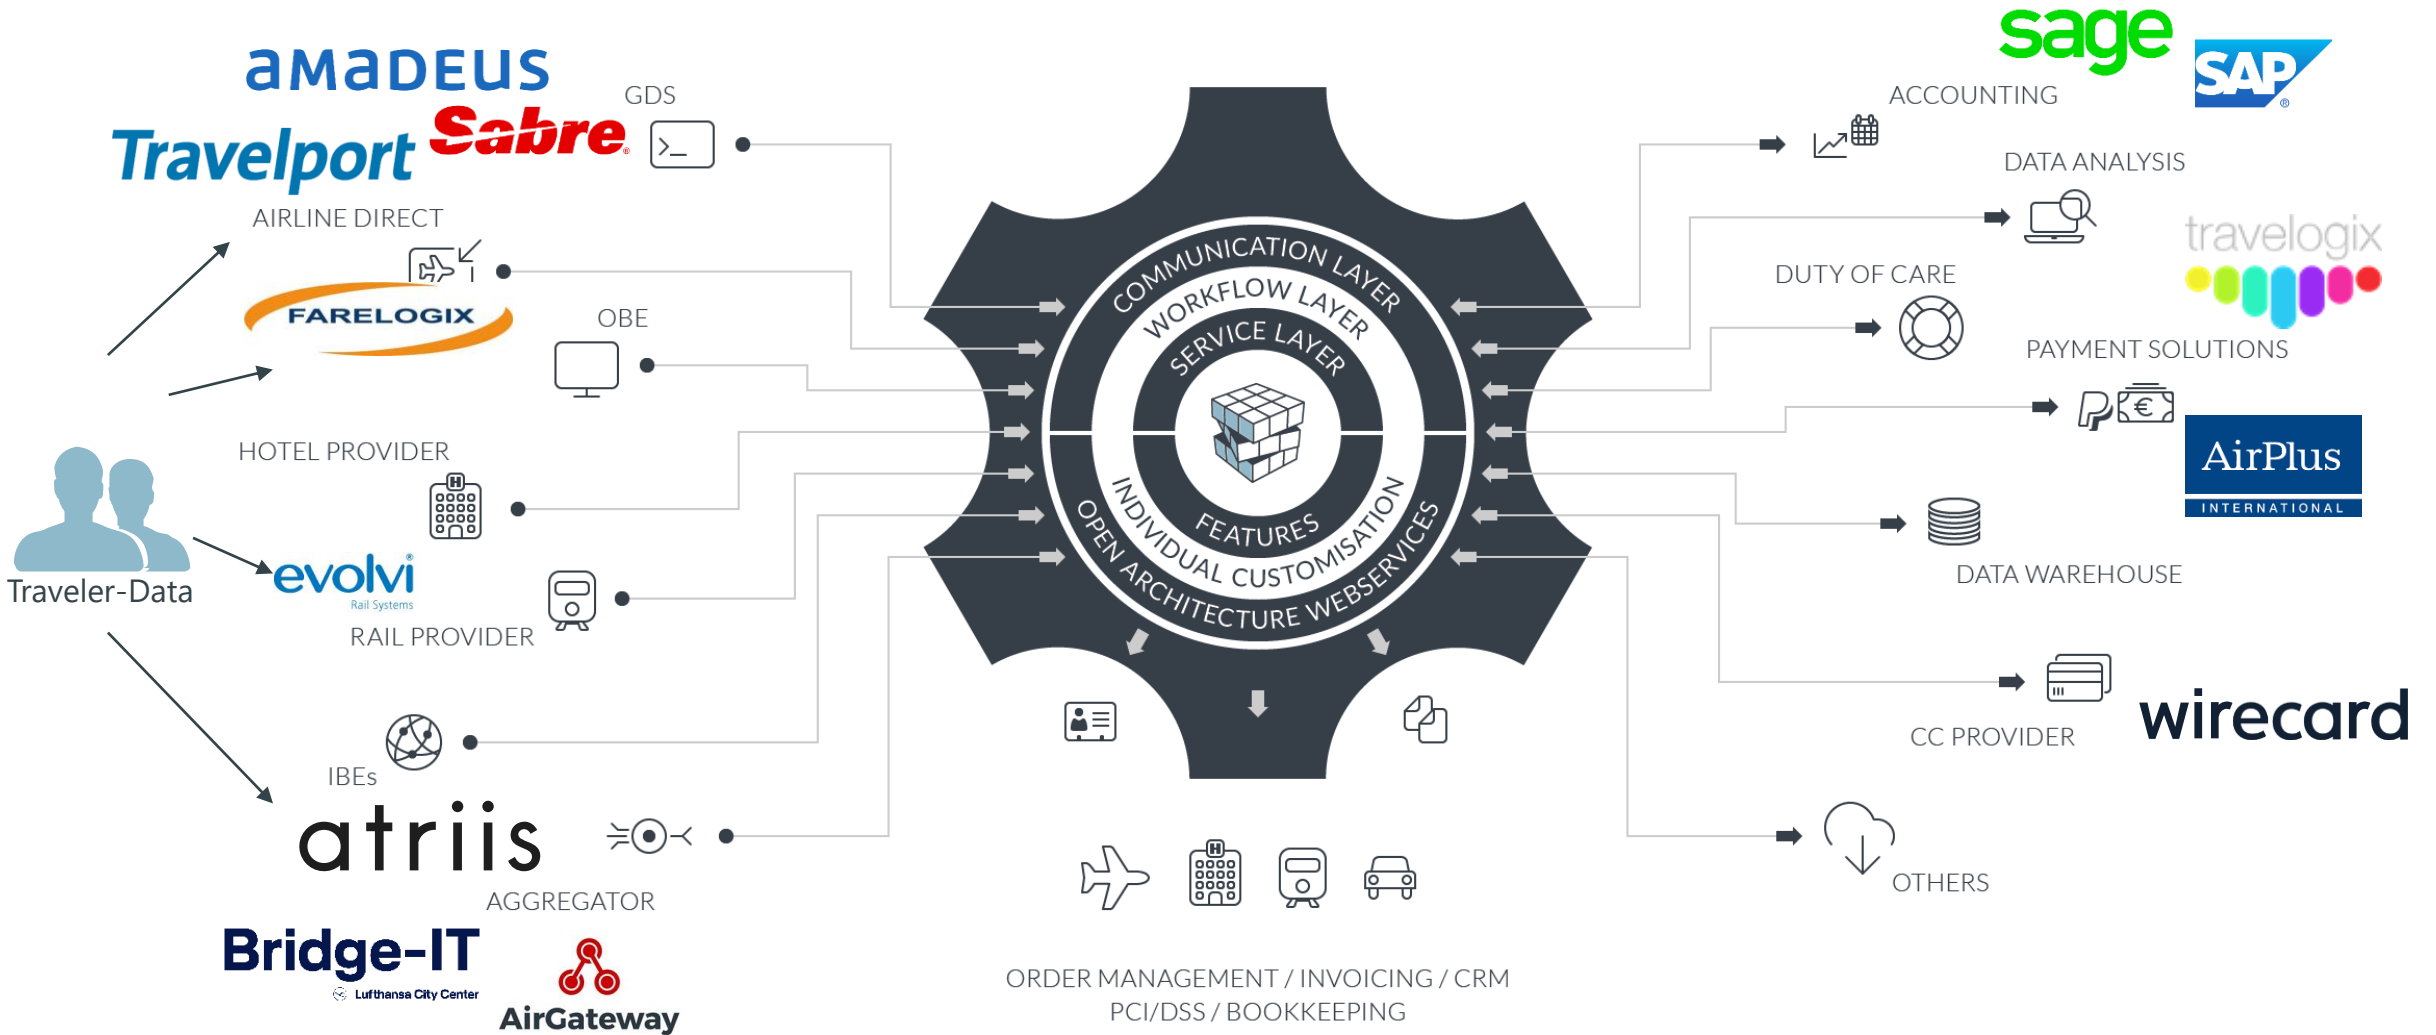 amadeus
Travelport
Sabre
GDS
AIRLINE DIRECT
FARELOGIX
OBE
HOTEL PROVIDER
Traveler-Data
evolvi
Rail Systems
RAIL PROVIDER
IBEs
atriis
AGGREGATOR
Bridge-IT
Lufthansa City Center
AirGateway
COMMUNICATION LAYER
WORKFLOW LAYER
SERVICE LAYER
FEATURES
INDIVIDUAL CUSTOMISATION
OPEN ARCHITECTURE WEBSERVICES
ORDER MANAGEMENT / INVOICING / CRM
PCI/DSS / BOOKKEEPING
sage
SAP
ACCOUNTING
DATA ANALYSIS
travelogix
DUTY OF CARE
PAYMENT SOLUTIONS
AirPlus
INTERNATIONAL
DATA WAREHOUSE
CC PROVIDER
wirecard
OTHERS